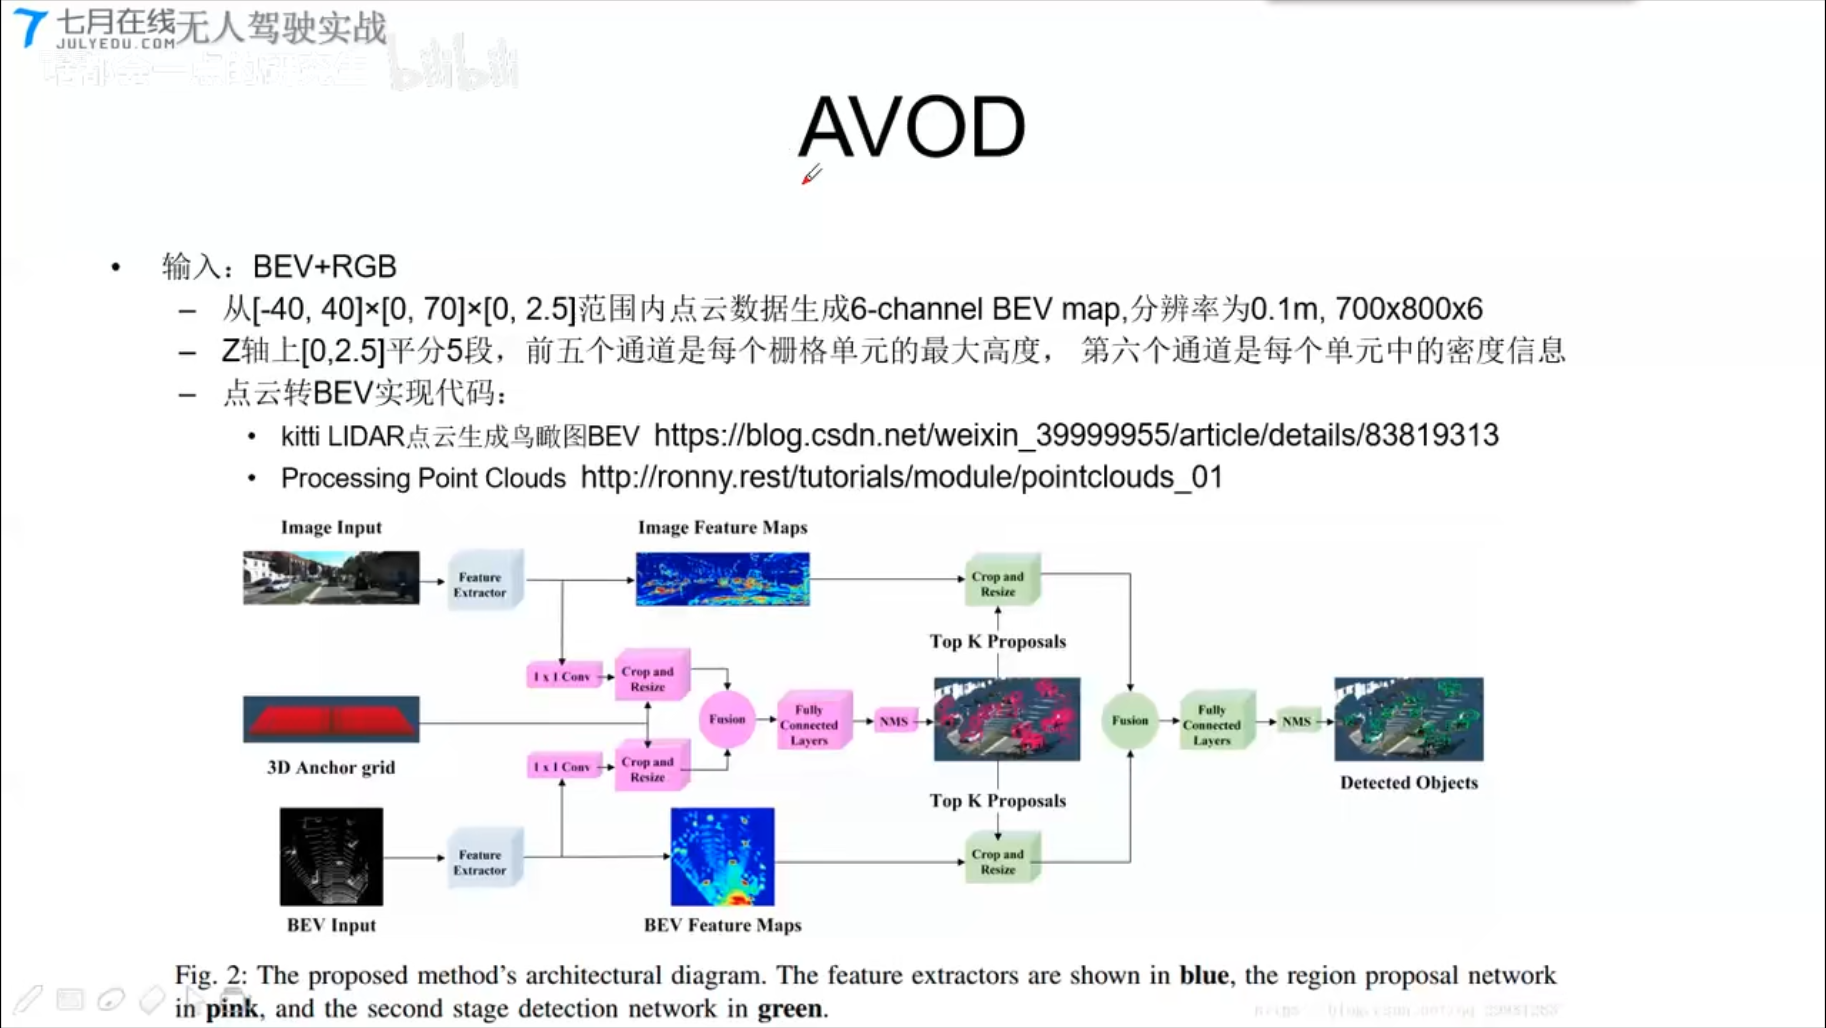 七月在线
JULYEDU.COM
无人驾驶实战
bilibili
AVOD
• 输入：BEV+RGB
– 从[-40, 40]×[0, 70]×[0, 2.5]范围内点云数据生成6-channel BEV map,分辨率为0.1m, 700x800x6
– Z轴上[0,2.5]平分5段，前五个通道是每个栅格单元的最大高度， 第六个通道是每个单元中的密度信息
– 点云转BEV实现代码：
• kitti LIDAR点云生成鸟瞰图BEV https://blog.csdn.net/weixin_39999955/article/details/83819313
• Processing Point Clouds http://ronny.rest/tutorials/module/pointclouds_01
Image Input
Image Feature Maps
Feature
Extractor
Crop and
Resize
Top K Proposals
1 x 1 Conv
Crop and
Resize
Fusion
Fully
Connected
Layers
NMS
Fusion
Fully
Connected
Layers
NMS
3D Anchor grid
1 x 1 Conv
Crop and
Resize
Detected Objects
Top K Proposals
Feature
Extractor
Crop and
Resize
BEV Input
BEV Feature Maps
Fig. 2: The proposed method's architectural diagram. The feature extractors are shown in blue, the region proposal network
in pink, and the second stage detection network in green.